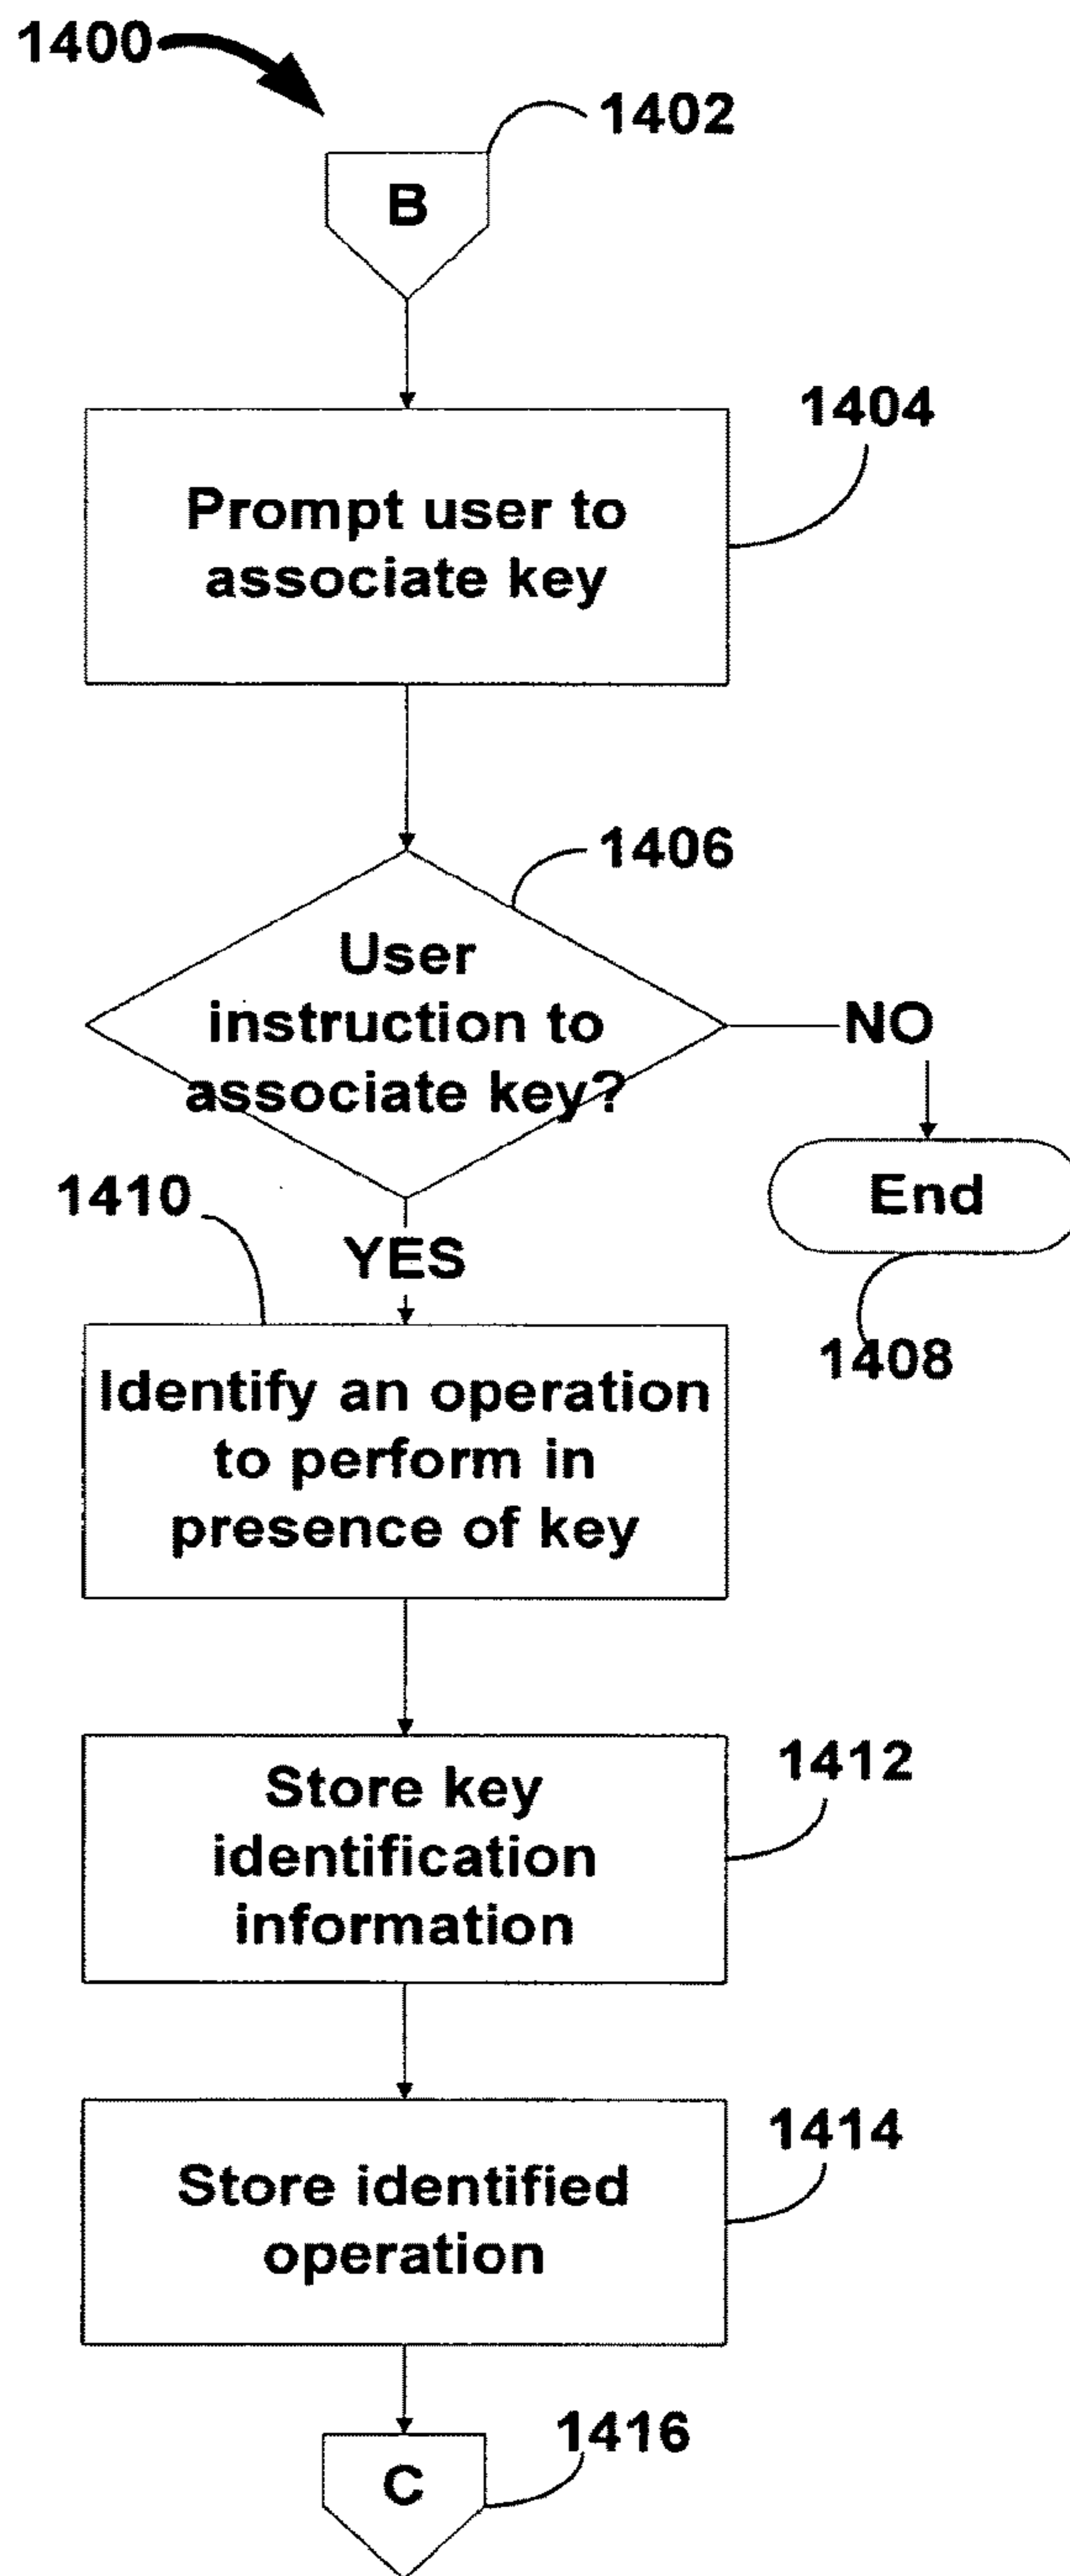 1400
1402
B
1404
Prompt user to
associate key
1406
User
instruction to
associate key?
NO
End
1408
1410
YES
Identify an operation
to perform in
presence of key
1412
Store key
identification
information
1414
Store identified
operation
1416
C